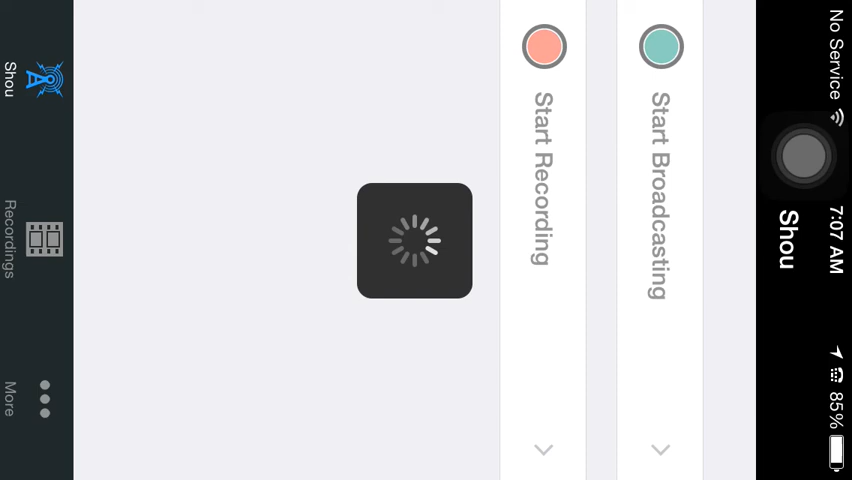 No Service 7:07 AM 85%
Shou
Start Broadcasting
Start Recording
Shou Recordings More